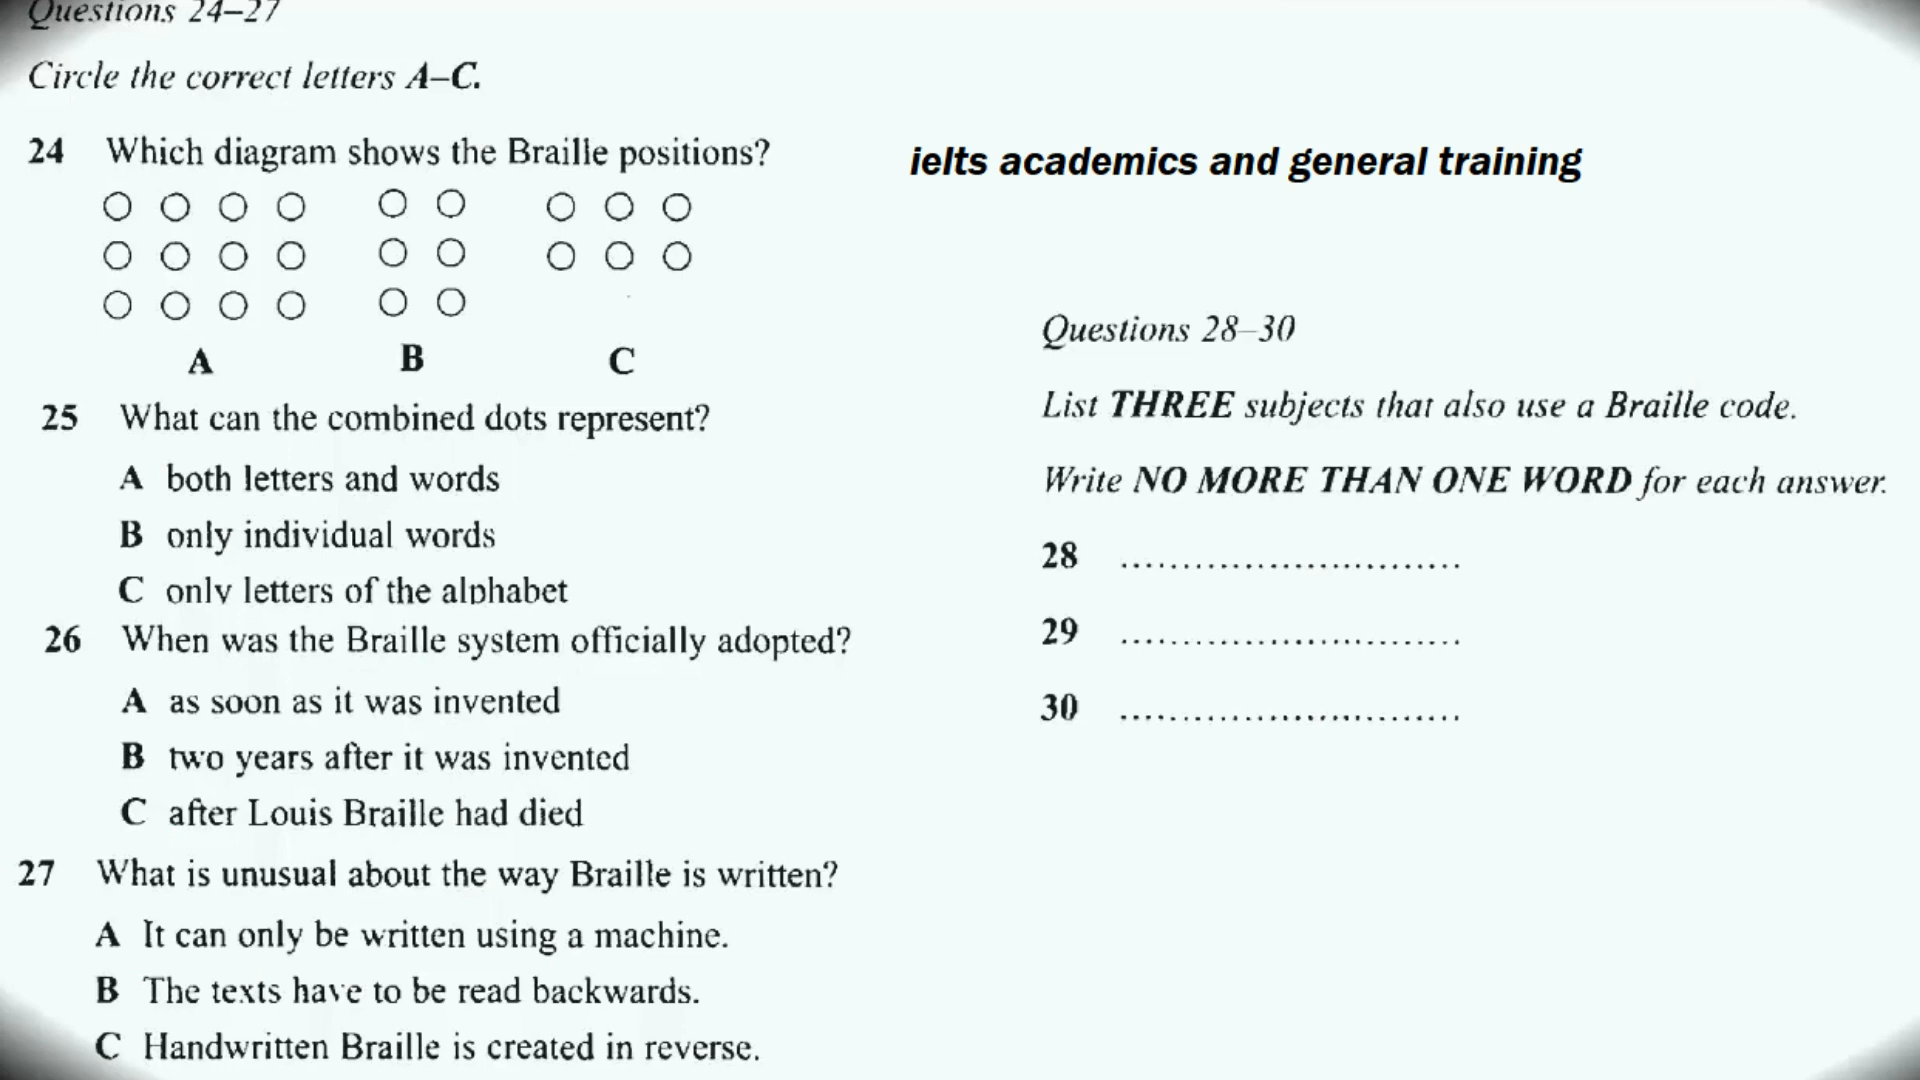 Questions 24–27
Circle the correct letters A–C.
24 Which diagram shows the Braille positions?
A B C
25 What can the combined dots represent?
A both letters and words
B only individual words
C only letters of the alphabet
26 When was the Braille system officially adopted?
A as soon as it was invented
B two years after it was invented
C after Louis Braille had died
27 What is unusual about the way Braille is written?
A It can only be written using a machine.
B The texts have to be read backwards.
C Handwritten Braille is created in reverse.
ielts academics and general training
Questions 28–30
List THREE subjects that also use a Braille code.
Write NO MORE THAN ONE WORD for each answer.
28 ............................
29 ............................
30 ............................